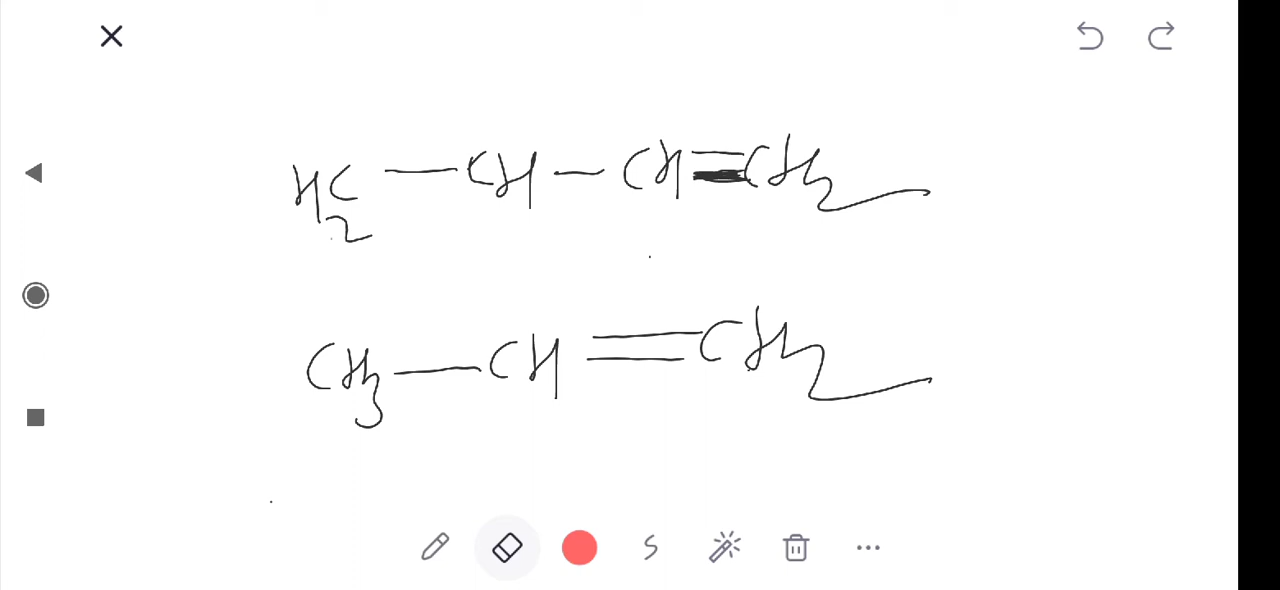 H₂C — CH — CH = CH₂
CH₃ — CH = CH₂